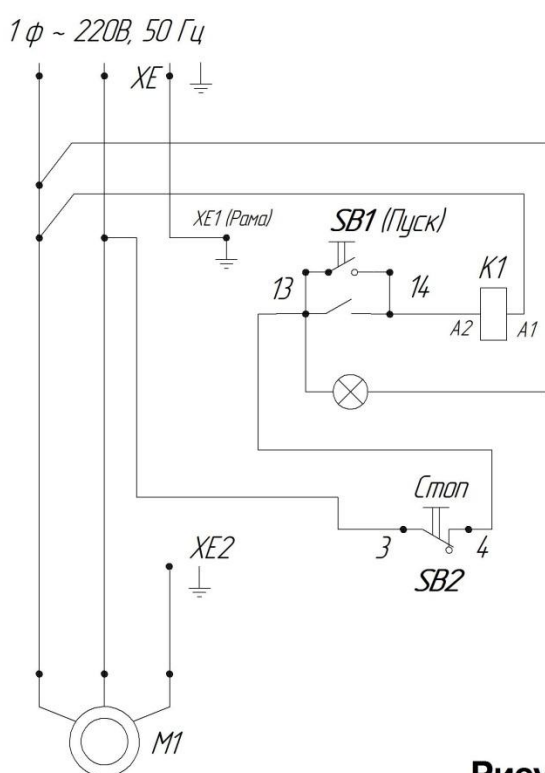 1 ф ~ 220В, 50 Гц
XE
XE1 (Рама)
SB1 (Пуск)
13
14
K1
A2
A1
Стоп
3
4
SB2
XE2
M1
Рису